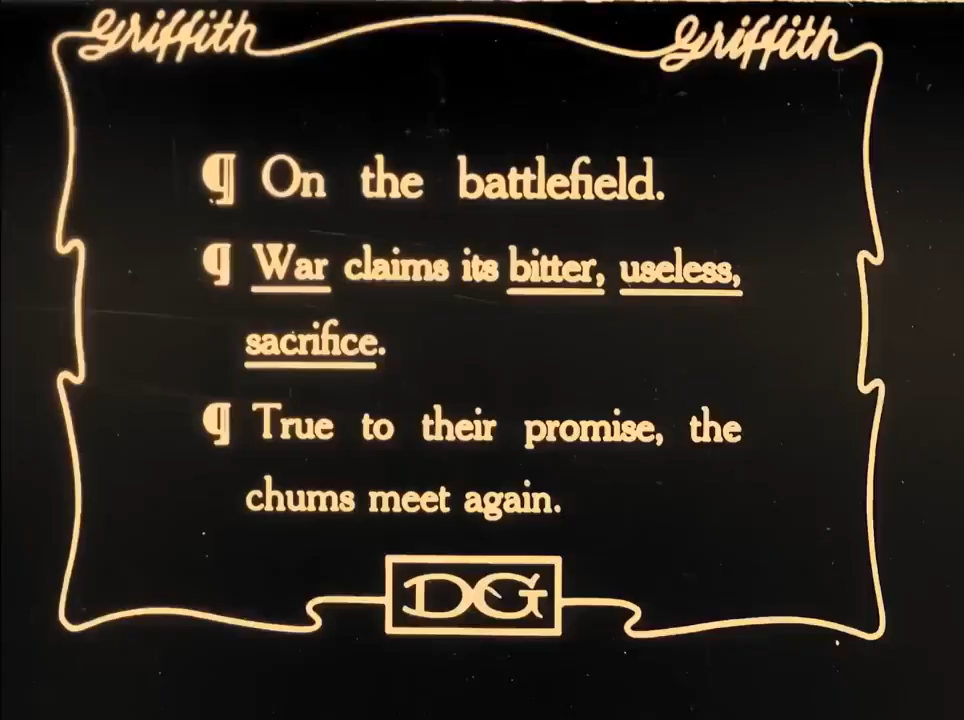 Griffith Griffith
¶ On the battlefield.
¶ War claims its bitter, useless,
sacrifice.
¶ True to their promise, the
chums meet again.
DG